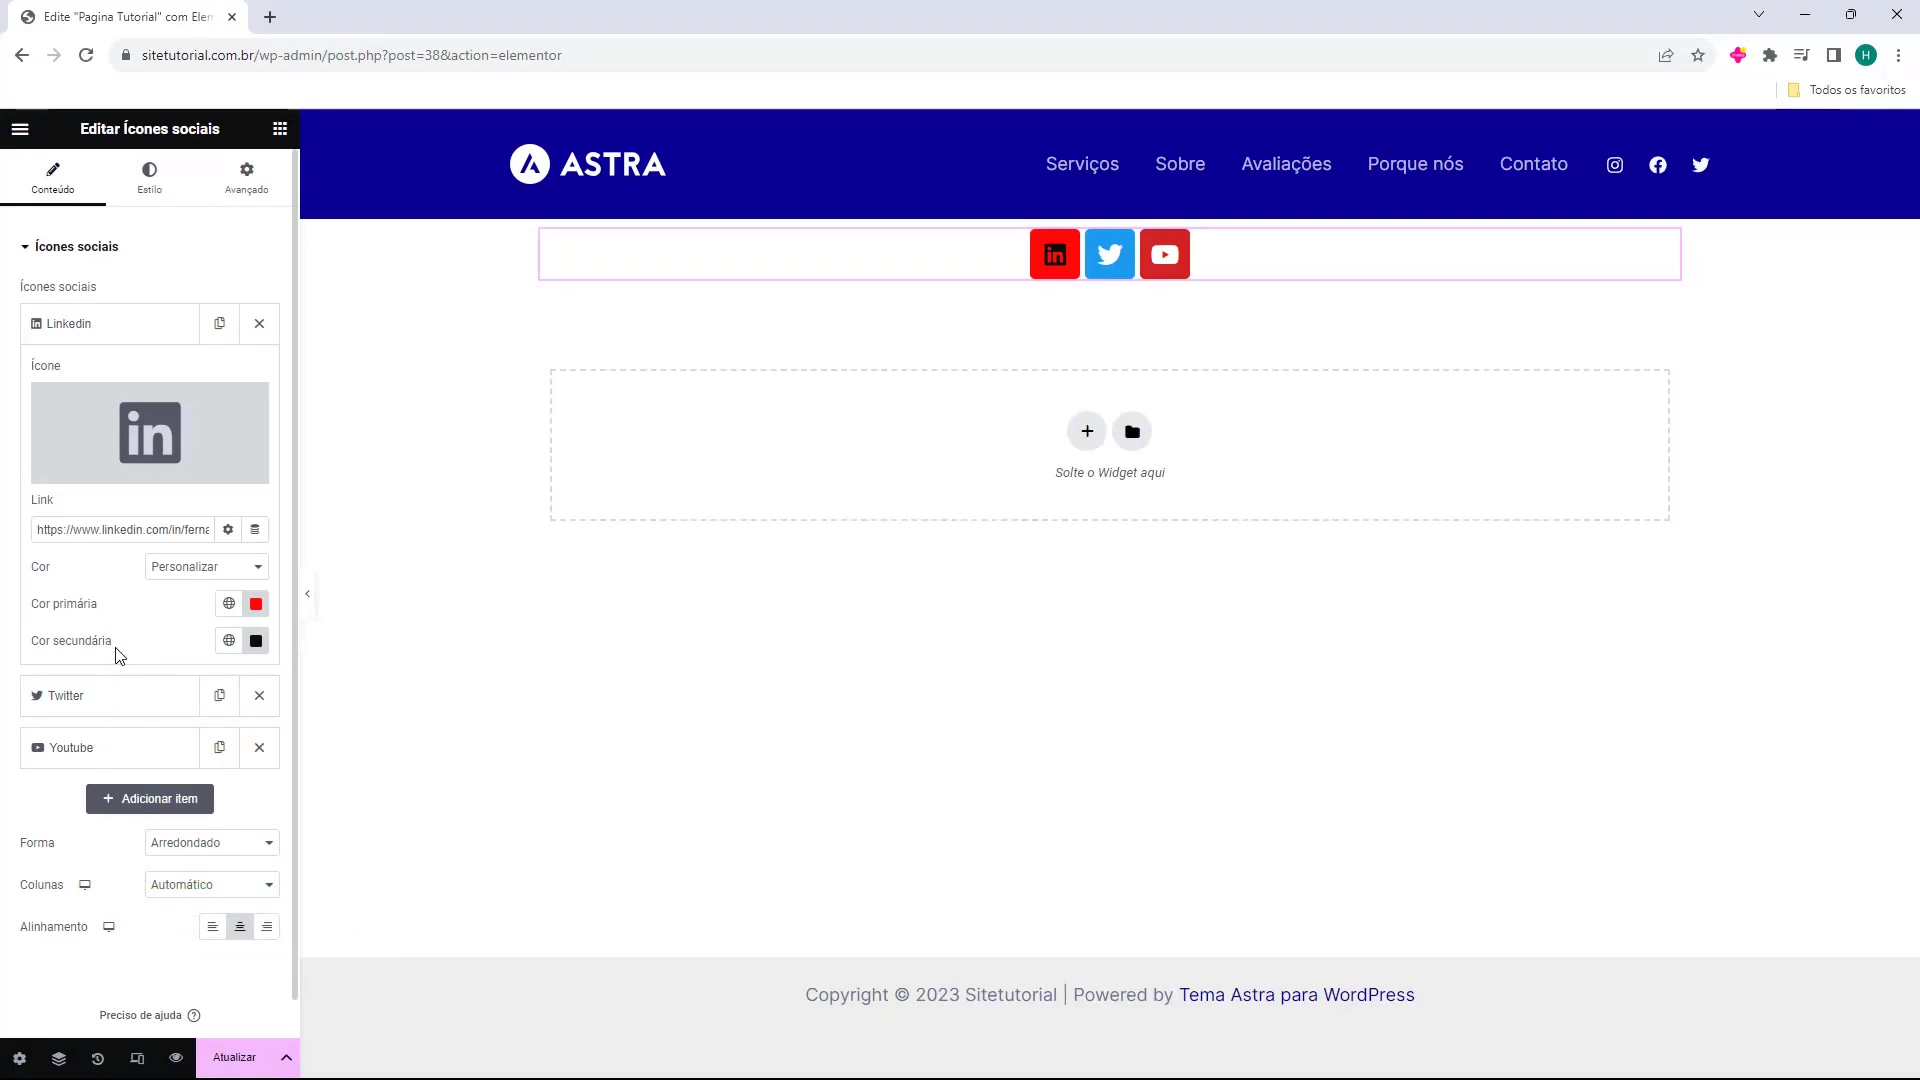 Edite "Pagina Tutorial" com Elem
sitetutorial.com.br/wp-admin/post.php?post=38&action=elementor
H
Todos os favoritos
Editar Ícones sociais
Conteúdo
Estilo
Avançado
ASTRA
Serviços
Sobre
Avaliações
Porque nós
Contato
Ícones sociais
Ícones sociais
Linkedin
Ícone
in
Link
https://www.linkedin.com/in/ferna
Cor
Personalizar
Cor primária
Cor secundária
Twitter
Youtube
+ Adicionar item
Forma
Arredondado
Colunas
Automático
Alinhamento
Preciso de ajuda ?
Atualizar
in
Solte o Widget aqui
Copyright © 2023 Sitetutorial | Powered by Tema Astra para WordPress